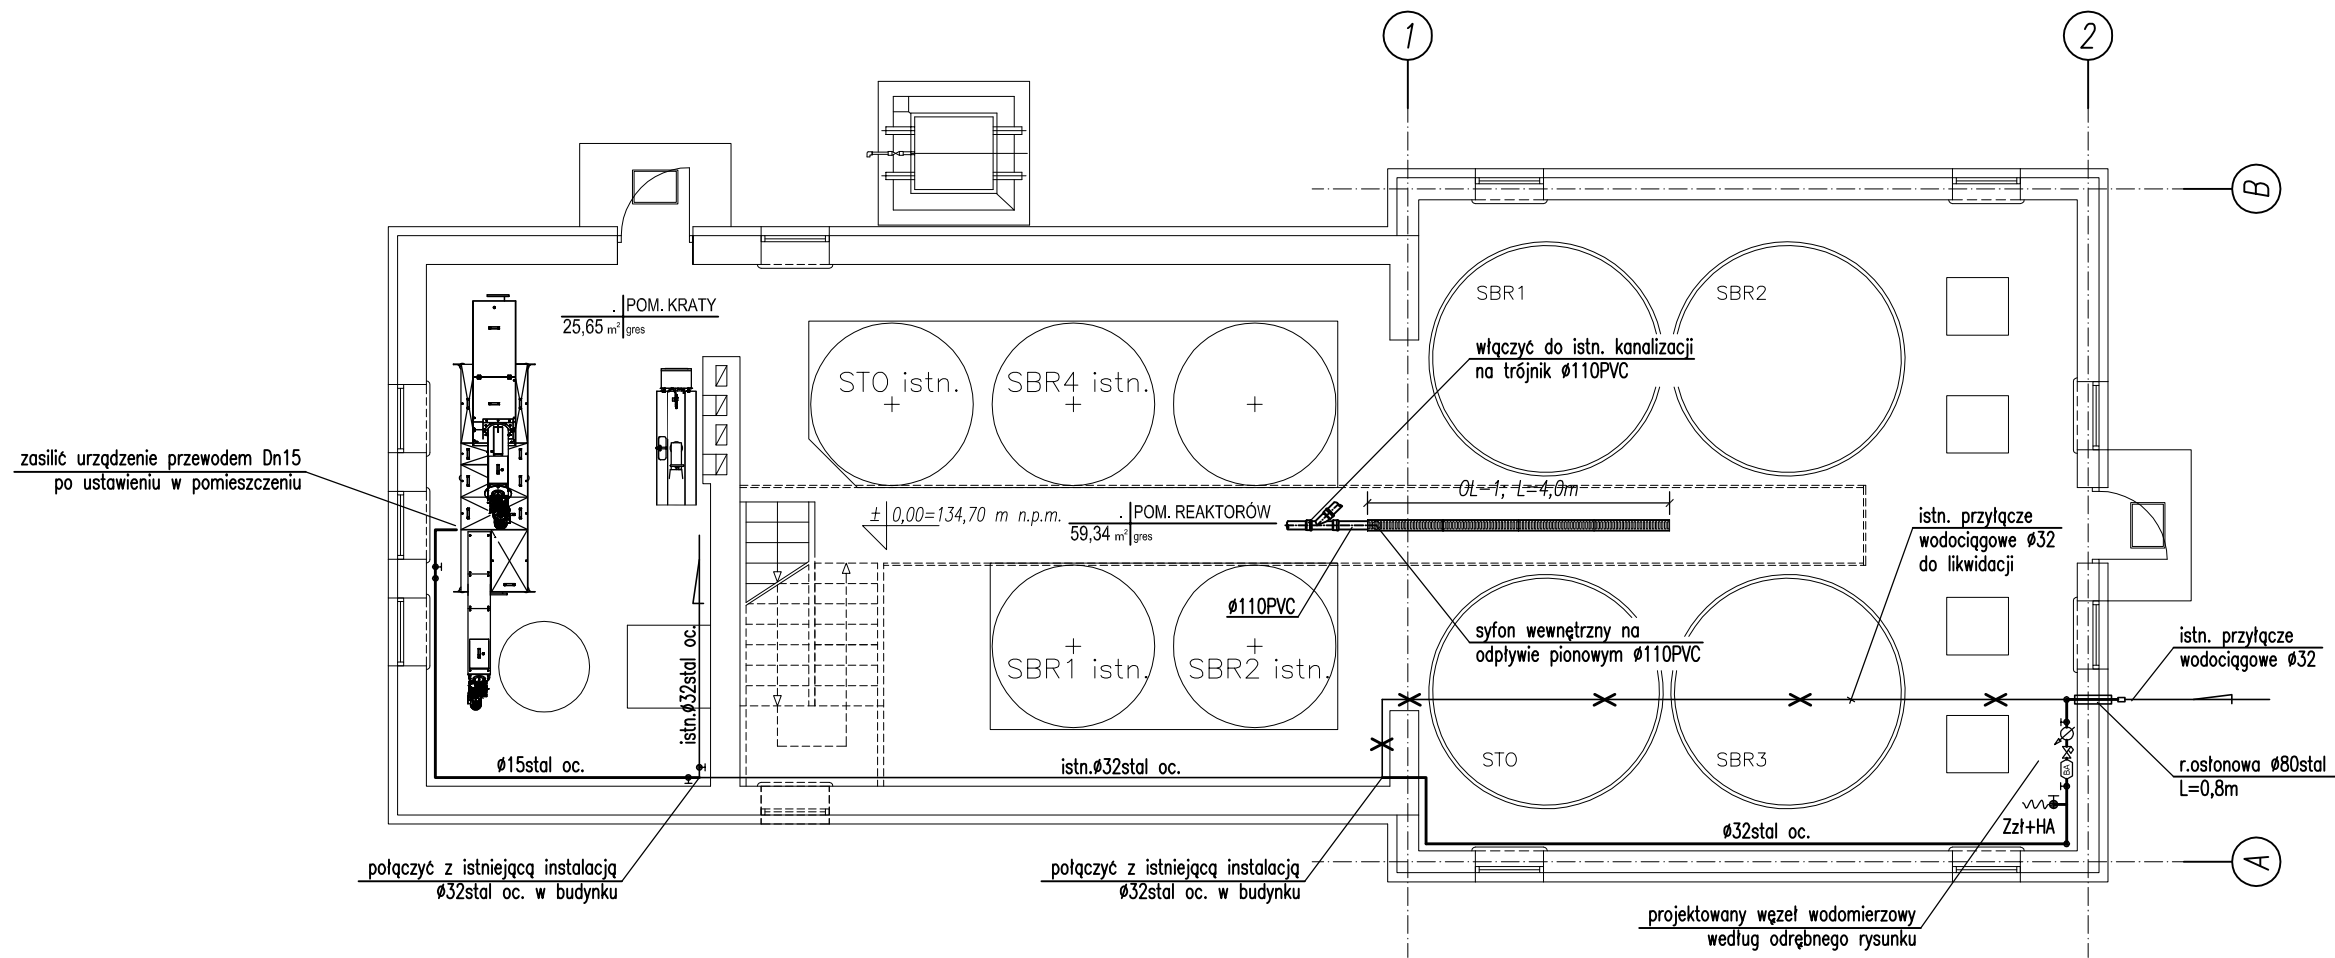 1
2
B
A
. POM. KRATY
25,65 m² gres
SBR1
SBR2
włączyć do istn. kanalizacji
na trójnik Ø110PVC
STO istn.
SBR4 istn.
zasilić urządzenie przewodem Dn15
po ustawieniu w pomieszczeniu
OL-1; L=4,0m
± 0,00=134,70 m n.p.m.
. POM. REAKTORÓW
59,34 m² gres
istn. przyłącze
wodociągowe Ø32
do likwidacji
Ø110PVC
syfon wewnętrzny na
odpływie pionowym Ø110PVC
istn. przyłącze
wodociągowe Ø32
SBR1 istn.
SBR2 istn.
istn.Ø32stal oc.
STO
SBR3
Ø15stal oc.
istn.Ø32stal oc.
r.osłonowa Ø80stal
L=0,8m
BA
Zzł+HA
Ø32stal oc.
połączyć z istniejącą instalacją
Ø32stal oc. w budynku
połączyć z istniejącą instalacją
Ø32stal oc. w budynku
projektowany węzeł wodomierzowy
według odrębnego rysunku